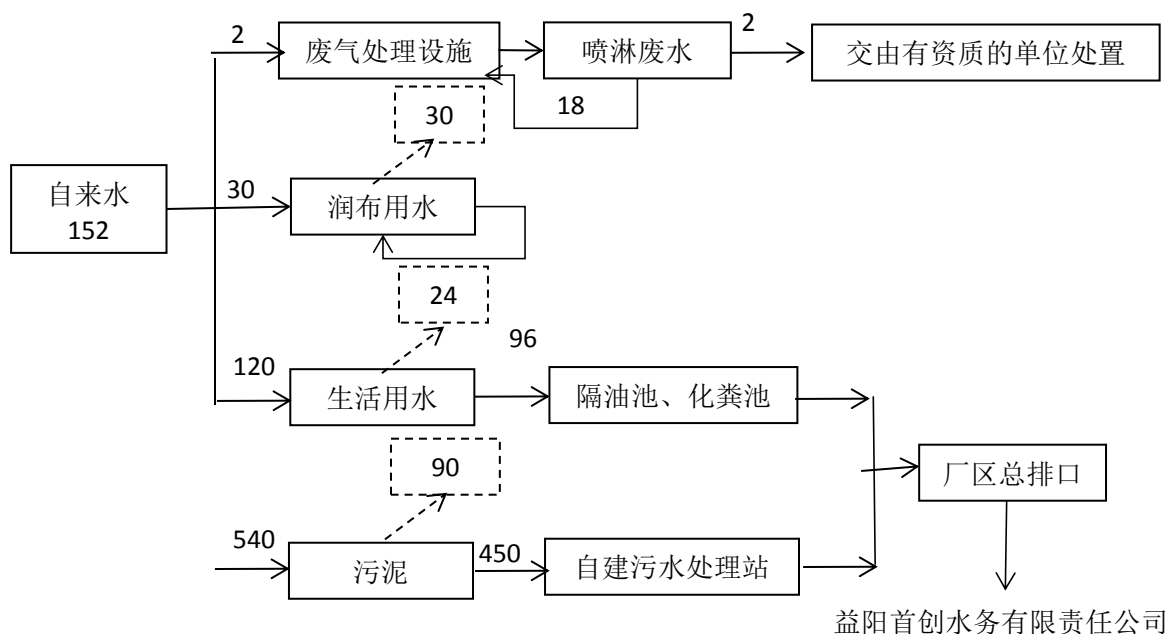 2
废气处理设施
喷淋废水
2
交由有资质的单位处置
18
30
自来水
152
30
润布用水
24
96
120
生活用水
隔油池、化粪池
90
厂区总排口
540
污泥
450
自建污水处理站
益阳首创水务有限责任公司